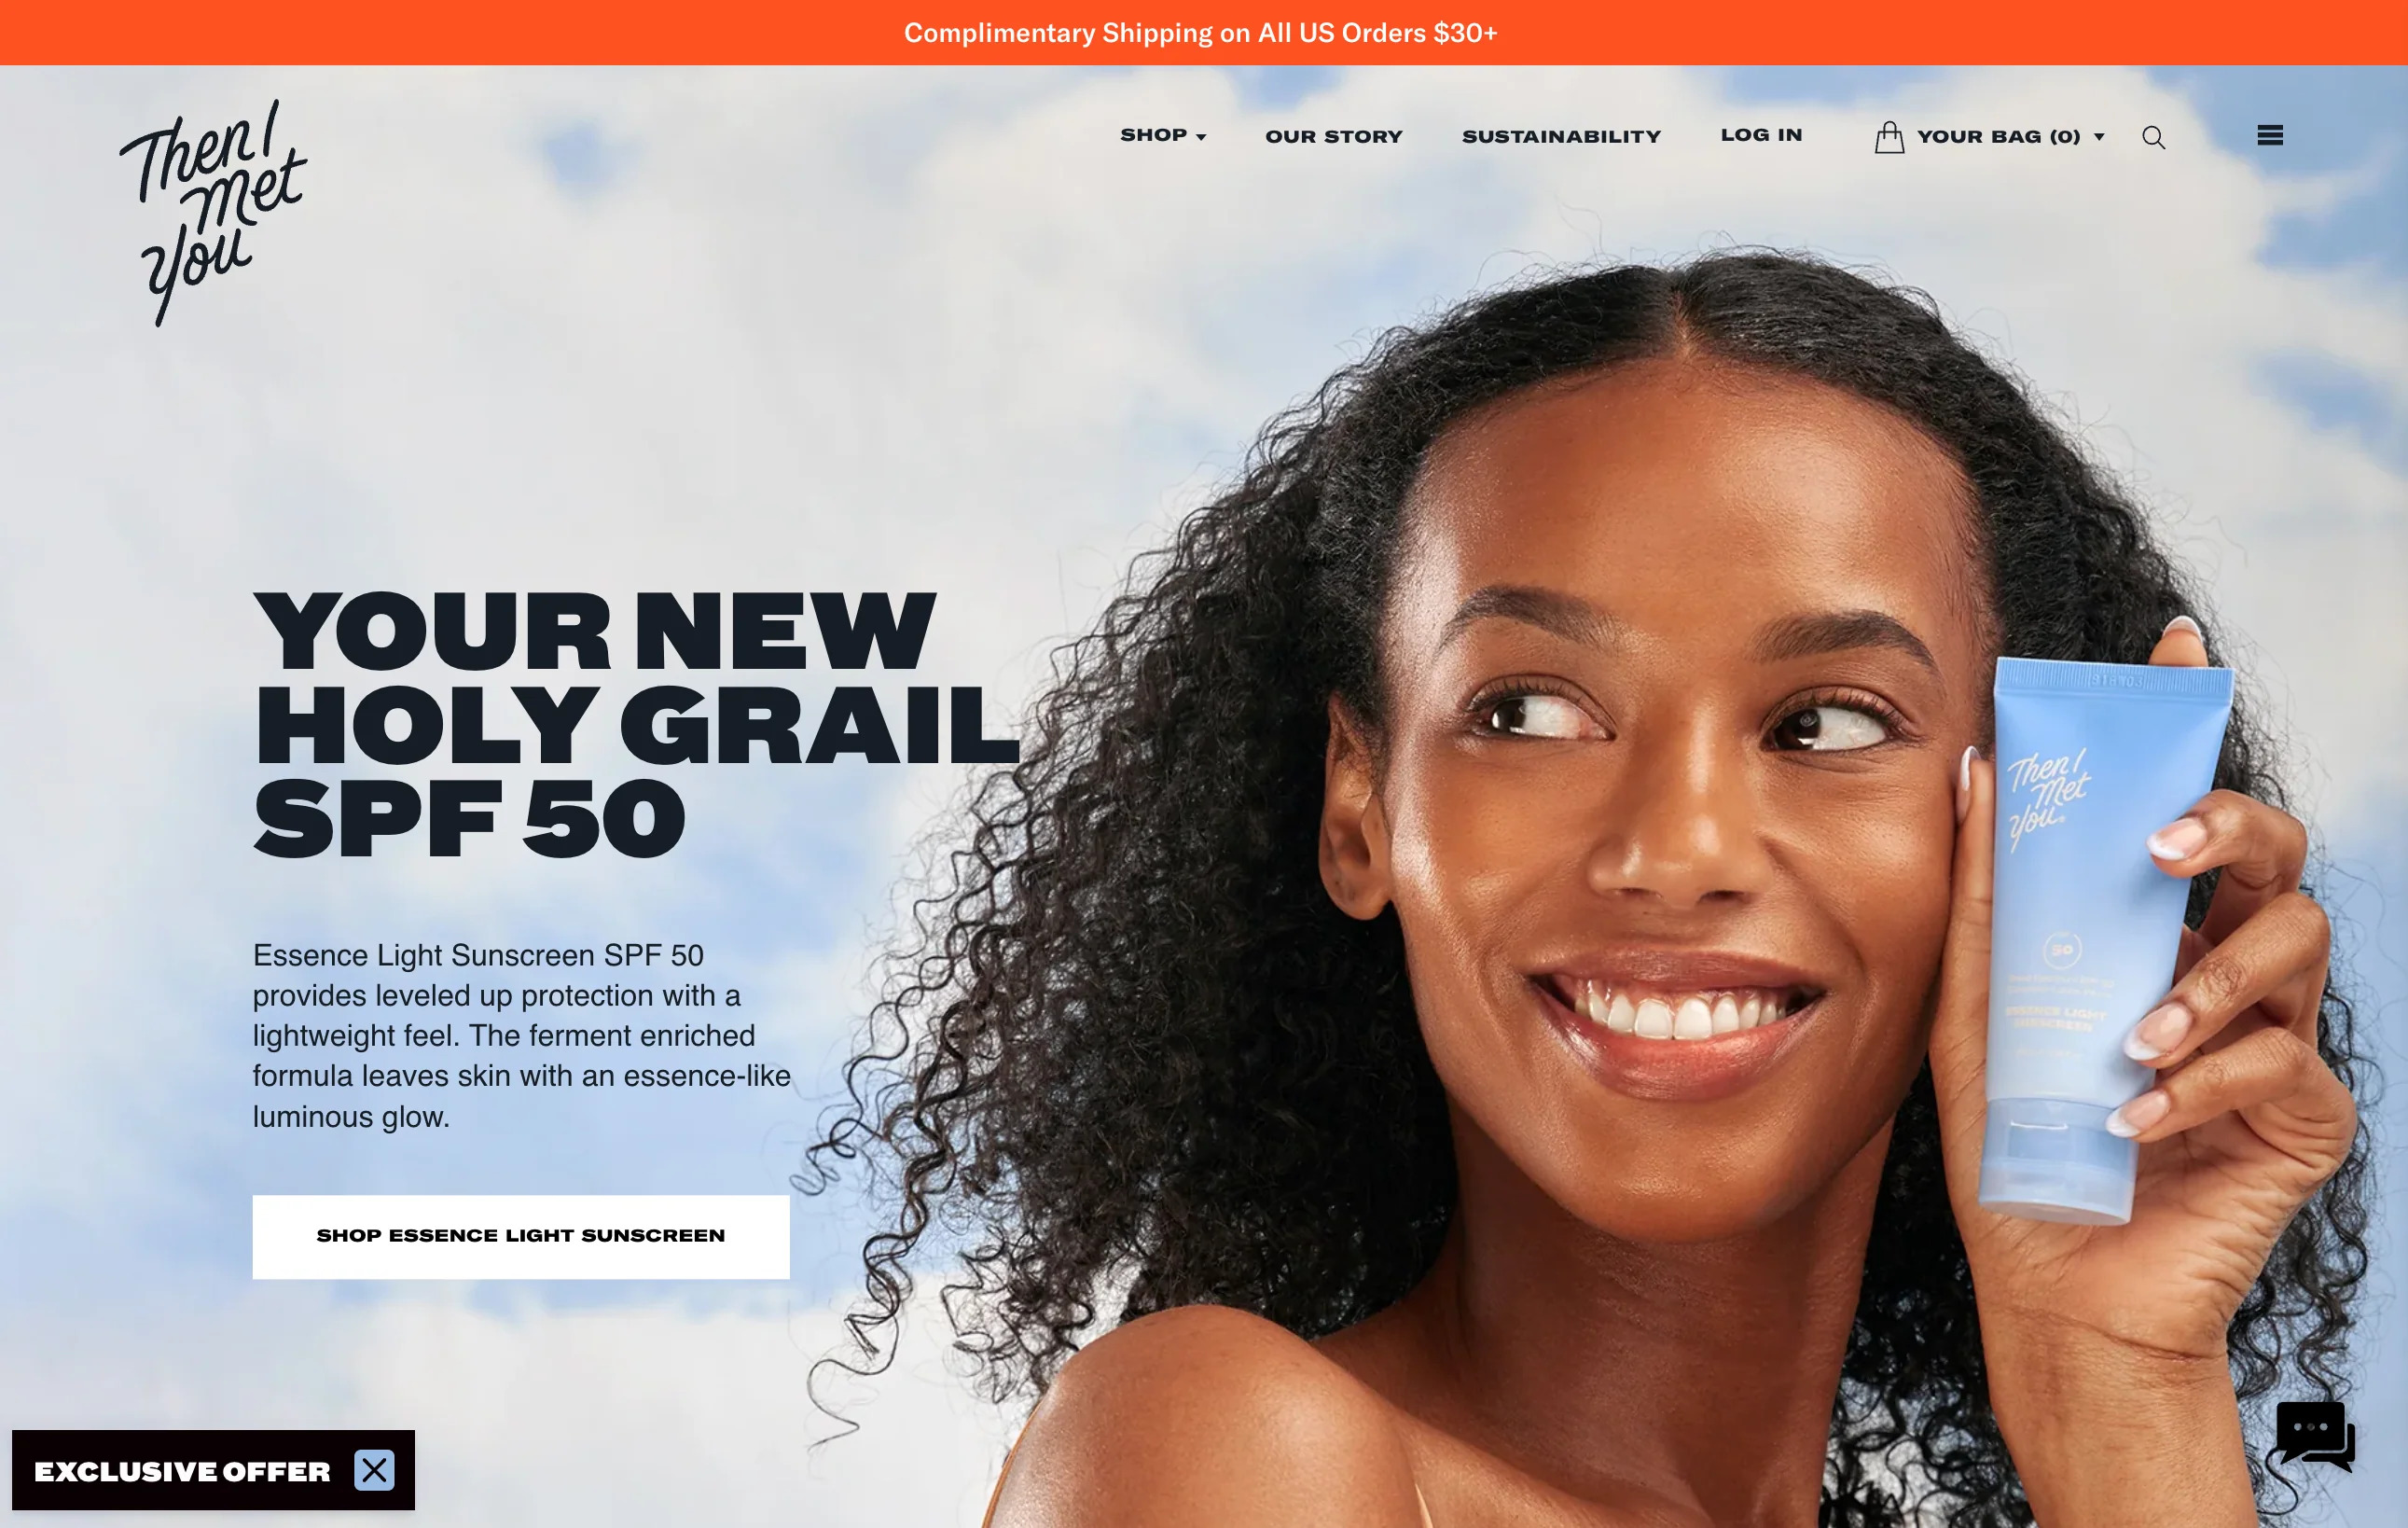 Complimentary Shipping on All US Orders $30+
Then I
Met
You
SHOP
OUR STORY
SUSTAINABILITY
LOG IN
YOUR BAG (0)
YOUR NEW
HOLY GRAIL
SPF 50
Essence Light Sunscreen SPF 50
provides leveled up protection with a
lightweight feel. The ferment enriched
formula leaves skin with an essence-like
luminous glow.
SHOP ESSENCE LIGHT SUNSCREEN
Then I
Met
You®
50
ESSENCE LIGHT
SUNSCREEN
EXCLUSIVE OFFER